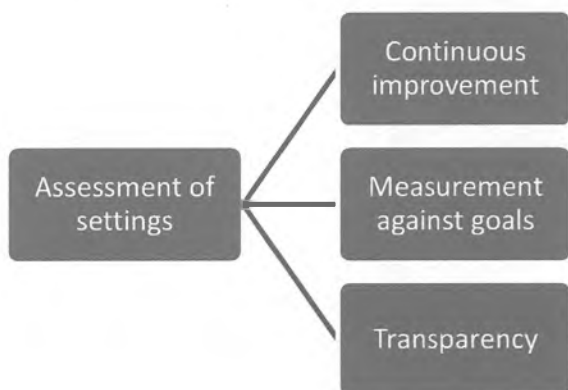 Assessment of
settings
Continuous
improvement
Measurement
against goals
Transparency